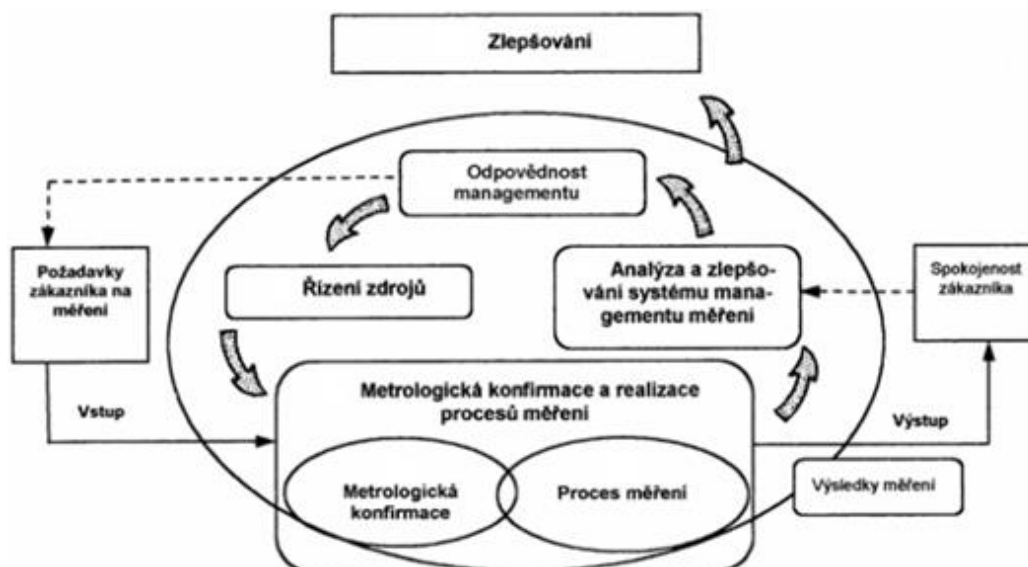 Zlepšování
Odpovědnost
managementu
Požadavky
zákazníka na
měření
Řízení zdrojů
Analýza a zlepšo-
vání systému mana-
gementu měření
Spokojenost
zákazníka
Vstup
Metrologická konfirmace a realizace
procesů měření
Výstup
Metrologická
konfirmace
Proces měření
Výsledky měření